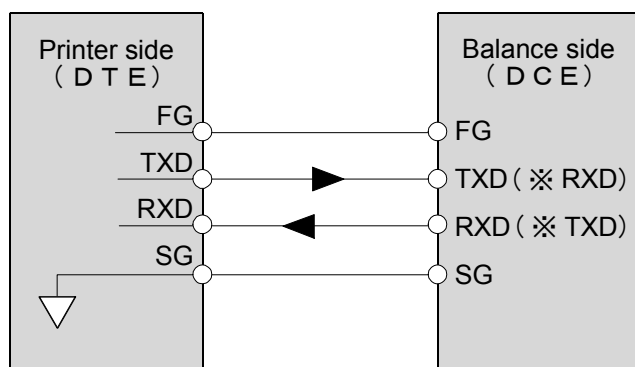 Printer side
（ＤＴＥ）
FG
TXD
RXD
SG
Balance side
（ＤＣＥ）
FG
TXD（※ RXD）
RXD（※ TXD）
SG